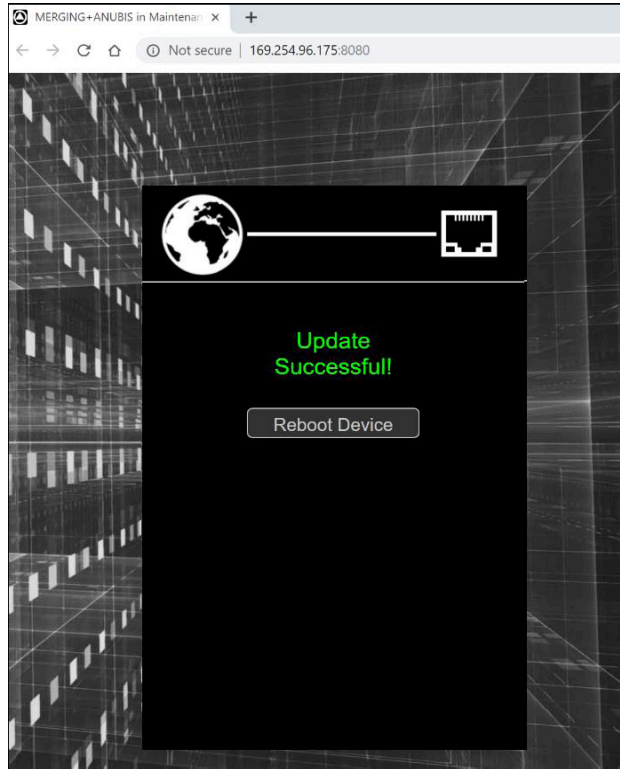 MERGING+ANUBIS in Maintenan
Not secure | 169.254.96.175:8080
Update
Successful!
Reboot Device